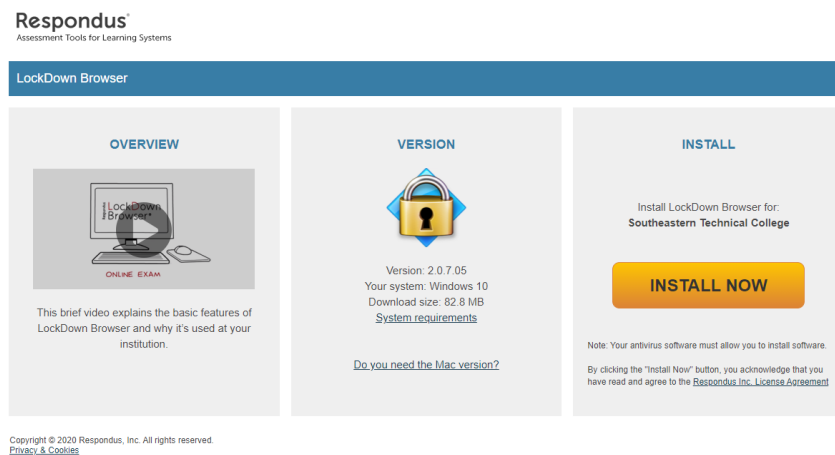 Respondus®
Assessment Tools for Learning Systems
LockDown Browser
OVERVIEW
LockDown
Browser®
ONLINE EXAM
This brief video explains the basic features of
LockDown Browser and why it's used at your
institution.
VERSION
Version: 2.0.7.05
Your system: Windows 10
Download size: 82.8 MB
System requirements
Do you need the Mac version?
INSTALL
Install LockDown Browser for:
Southeastern Technical College
INSTALL NOW
Note: Your antivirus software must allow you to install software.
By clicking the "Install Now" button, you acknowledge that you
have read and agree to the Respondus Inc. License Agreement
Copyright © 2020 Respondus, Inc. All rights reserved.
Privacy & Cookies